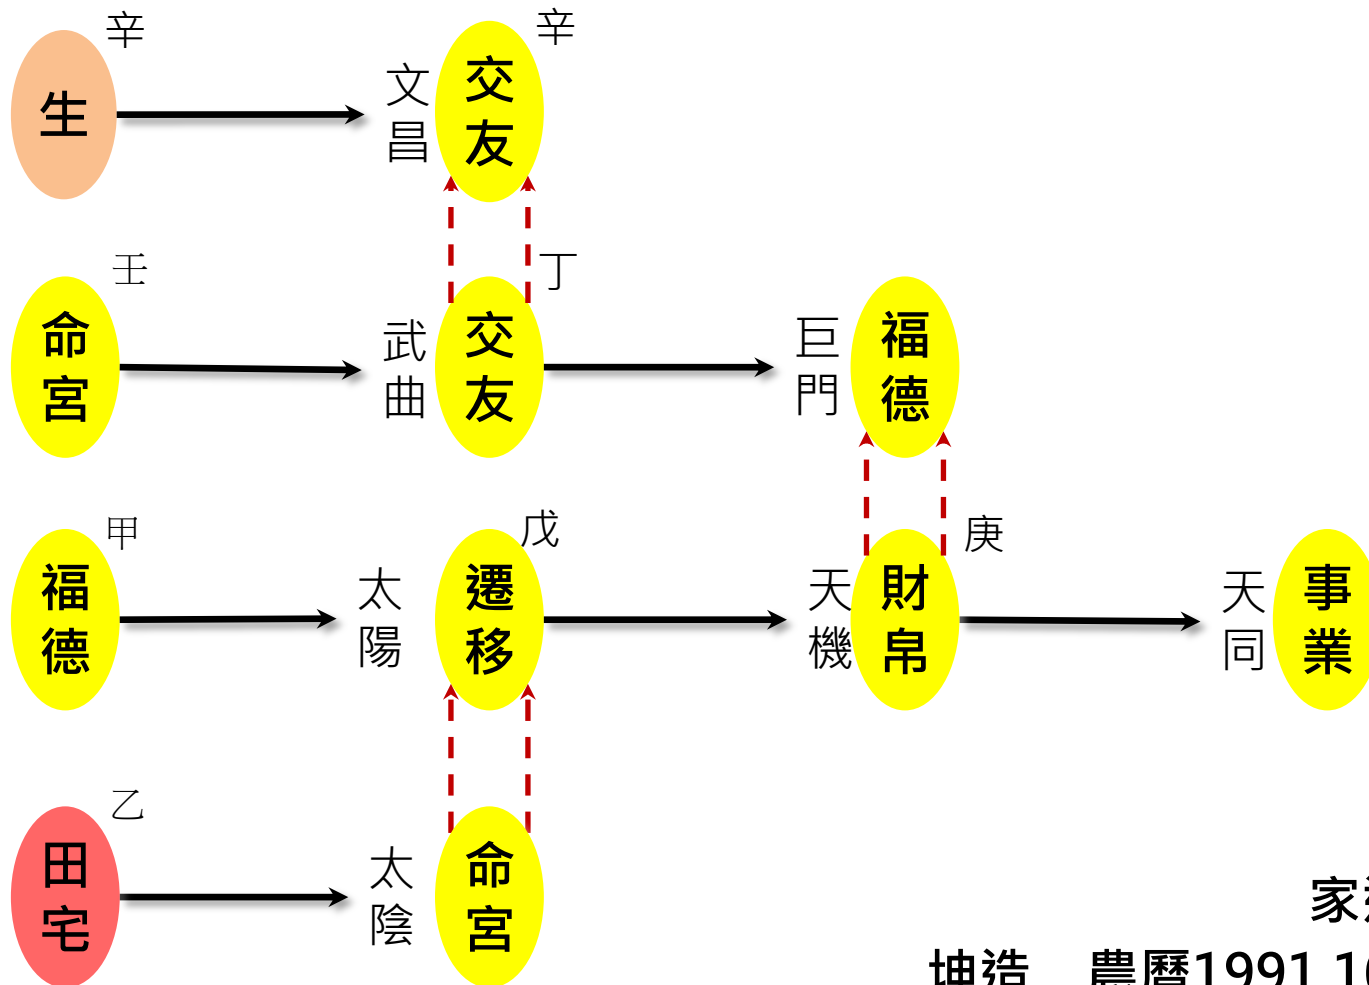 辛
生
文昌
交友
辛
壬
命宮
武曲
交友
丁
巨門
福德
甲
福德
太陽
遷移
戊
天機
財帛
庚
天同
事業
乙
田宅
太陰
命宮
家
坤造 農曆1991 1